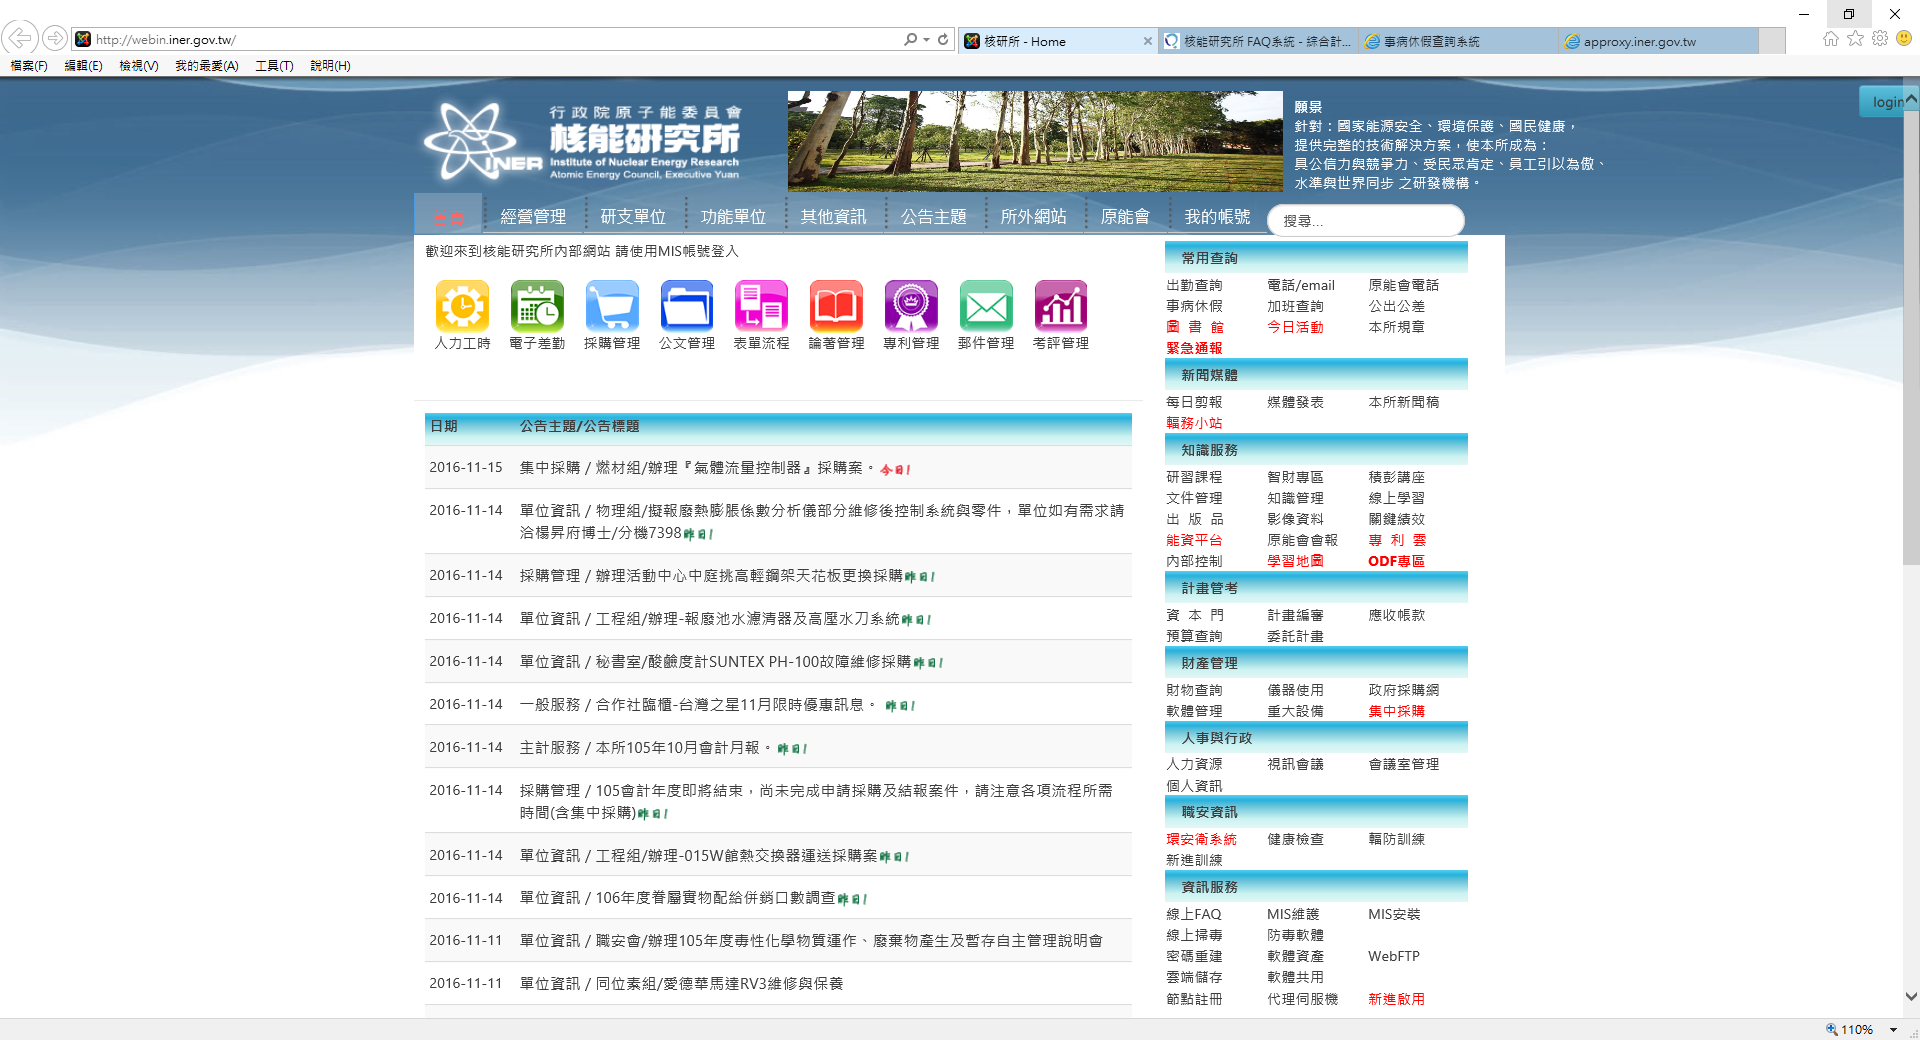 http://webin.iner.gov.tw/
核研所 - Home
核能研究所 FAQ系統 - 綜合計...
事病休假查詢系統
approxy.iner.gov.tw
檔案(F) 編輯(E) 檢視(V) 我的最愛(A) 工具(T) 說明(H)
login
行政院原子能委員會
核能研究所
INER
Institute of Nuclear Energy Research
Atomic Energy Council, Executive Yuan
願景
針對：國家能源安全、環境保護、國民健康，
提供完整的技術解決方案，使本所成為：
具公信力與競爭力、受民眾肯定、員工引以為傲、
水準與世界同步 之研發機構。
主頁 經營管理 研支單位 功能單位 其他資訊 公告主題 所外網站 原能會 我的帳號 搜尋...
歡迎來到核能研究所內部網站 請使用MIS帳號登入
人力工時 電子差勤 採購管理 公文管理 表單流程 論著管理 專利管理 郵件管理 考評管理
日期 公告主題/公告標題
2016-11-15 集中採購 / 燃材組/辦理『氣體流量控制器』採購案。 今日!
2016-11-14 單位資訊 / 物理組/擬報廢熱膨脹係數分析儀部分維修後控制系統與零件，單位如有需求請
洽楊昇府博士/分機7398 昨日!
2016-11-14 採購管理 / 辦理活動中心中庭挑高輕鋼架天花板更換採購 昨日!
2016-11-14 單位資訊 / 工程組/辦理-報廢池水濾清器及高壓水刀系統 昨日!
2016-11-14 單位資訊 / 秘書室/酸鹼度計SUNTEX PH-100故障維修採購 昨日!
2016-11-14 一般服務 / 合作社臨櫃-台灣之星11月限時優惠訊息。 昨日!
2016-11-14 主計服務 / 本所105年10月會計月報。 昨日!
2016-11-14 採購管理 / 105會計年度即將結束，尚未完成申請採購及結報案件，請注意各項流程所需
時間(含集中採購) 昨日!
2016-11-14 單位資訊 / 工程組/辦理-015W館熱交換器運送採購案 昨日!
2016-11-14 單位資訊 / 106年度眷屬實物配給併銷口數調查 昨日!
2016-11-11 單位資訊 / 職安會/辦理105年度毒性化學物質運作、廢棄物產生及暫存自主管理說明會
2016-11-11 單位資訊 / 同位素組/愛德華馬達RV3維修與保養
常用查詢
出勤查詢 電話/email 原能會電話
事病休假 加班查詢 公出公差
圖 書 館 今日活動 本所規章
緊急通報
新聞媒體
每日剪報 媒體發表 本所新聞稿
輻務小站
知識服務
研習課程 智財專區 積彭講座
文件管理 知識管理 線上學習
出 版 品 影像資料 關鍵績效
能資平台 原能會會報 專 利 雲
內部控制 學習地圖 ODF專區
計畫管考
資 本 門 計畫編審 應收帳款
預算查詢 委託計畫
財產管理
財物查詢 儀器使用 政府採購網
軟體管理 重大設備 集中採購
人事與行政
人力資源 視訊會議 會議室管理
個人資訊
職安資訊
環安衛系統 健康檢查 輻防訓練
新進訓練
資訊服務
線上FAQ MIS維護 MIS安裝
線上掃毒 防毒軟體
密碼重建 軟體資產 WebFTP
雲端儲存 軟體共用
節點註冊 代理伺服機 新進啟用
110%